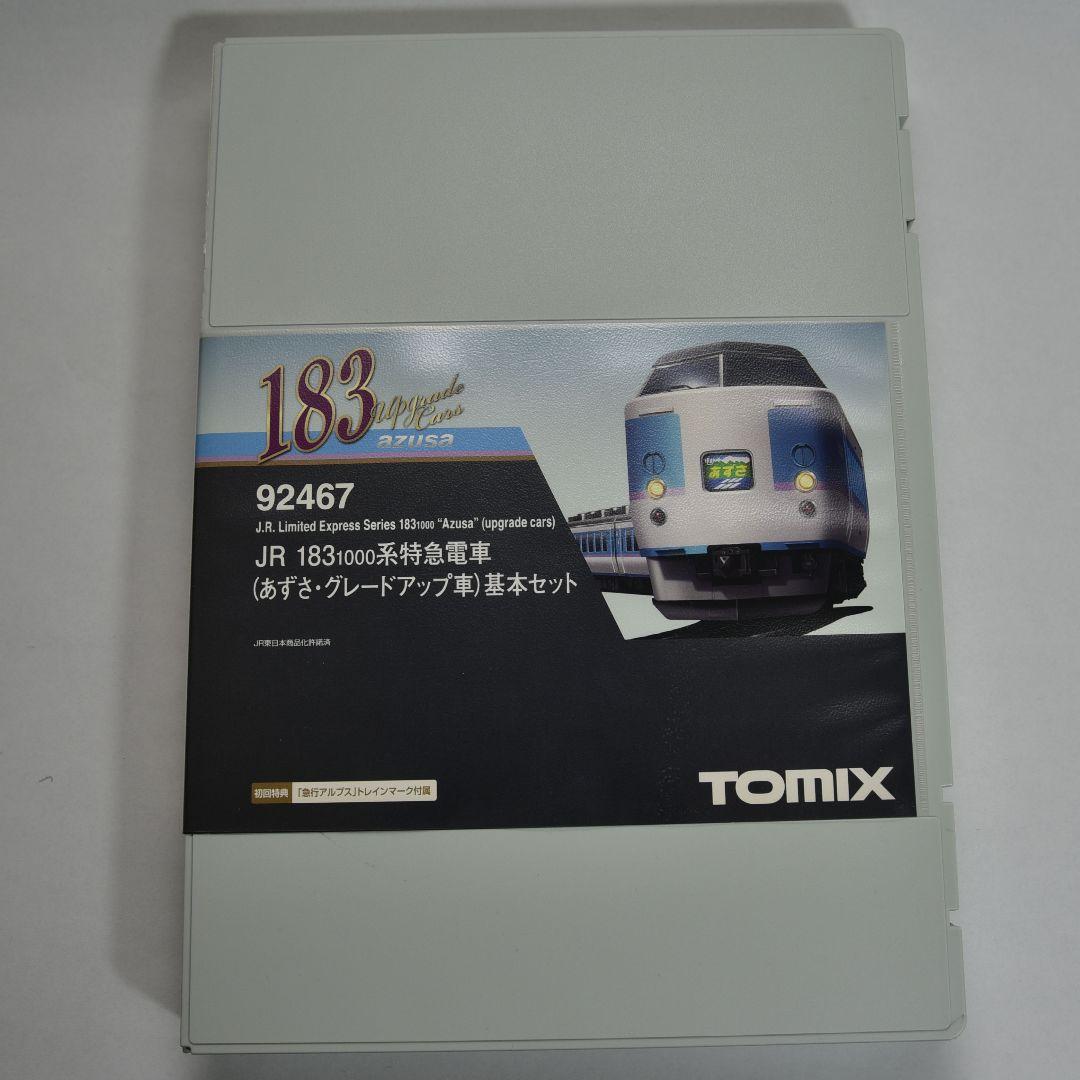 183
Upgrade
Cars
azusa
あずさ
92467
J.R. Limited Express Series 1831000 “Azusa” (upgrade cars)
JR 1831000系特急電車
(あずさ・グレードアップ車)基本セット
JR東日本商品化許諾済
初回特典 「急行アルプス」トレインマーク付属
TOMIX